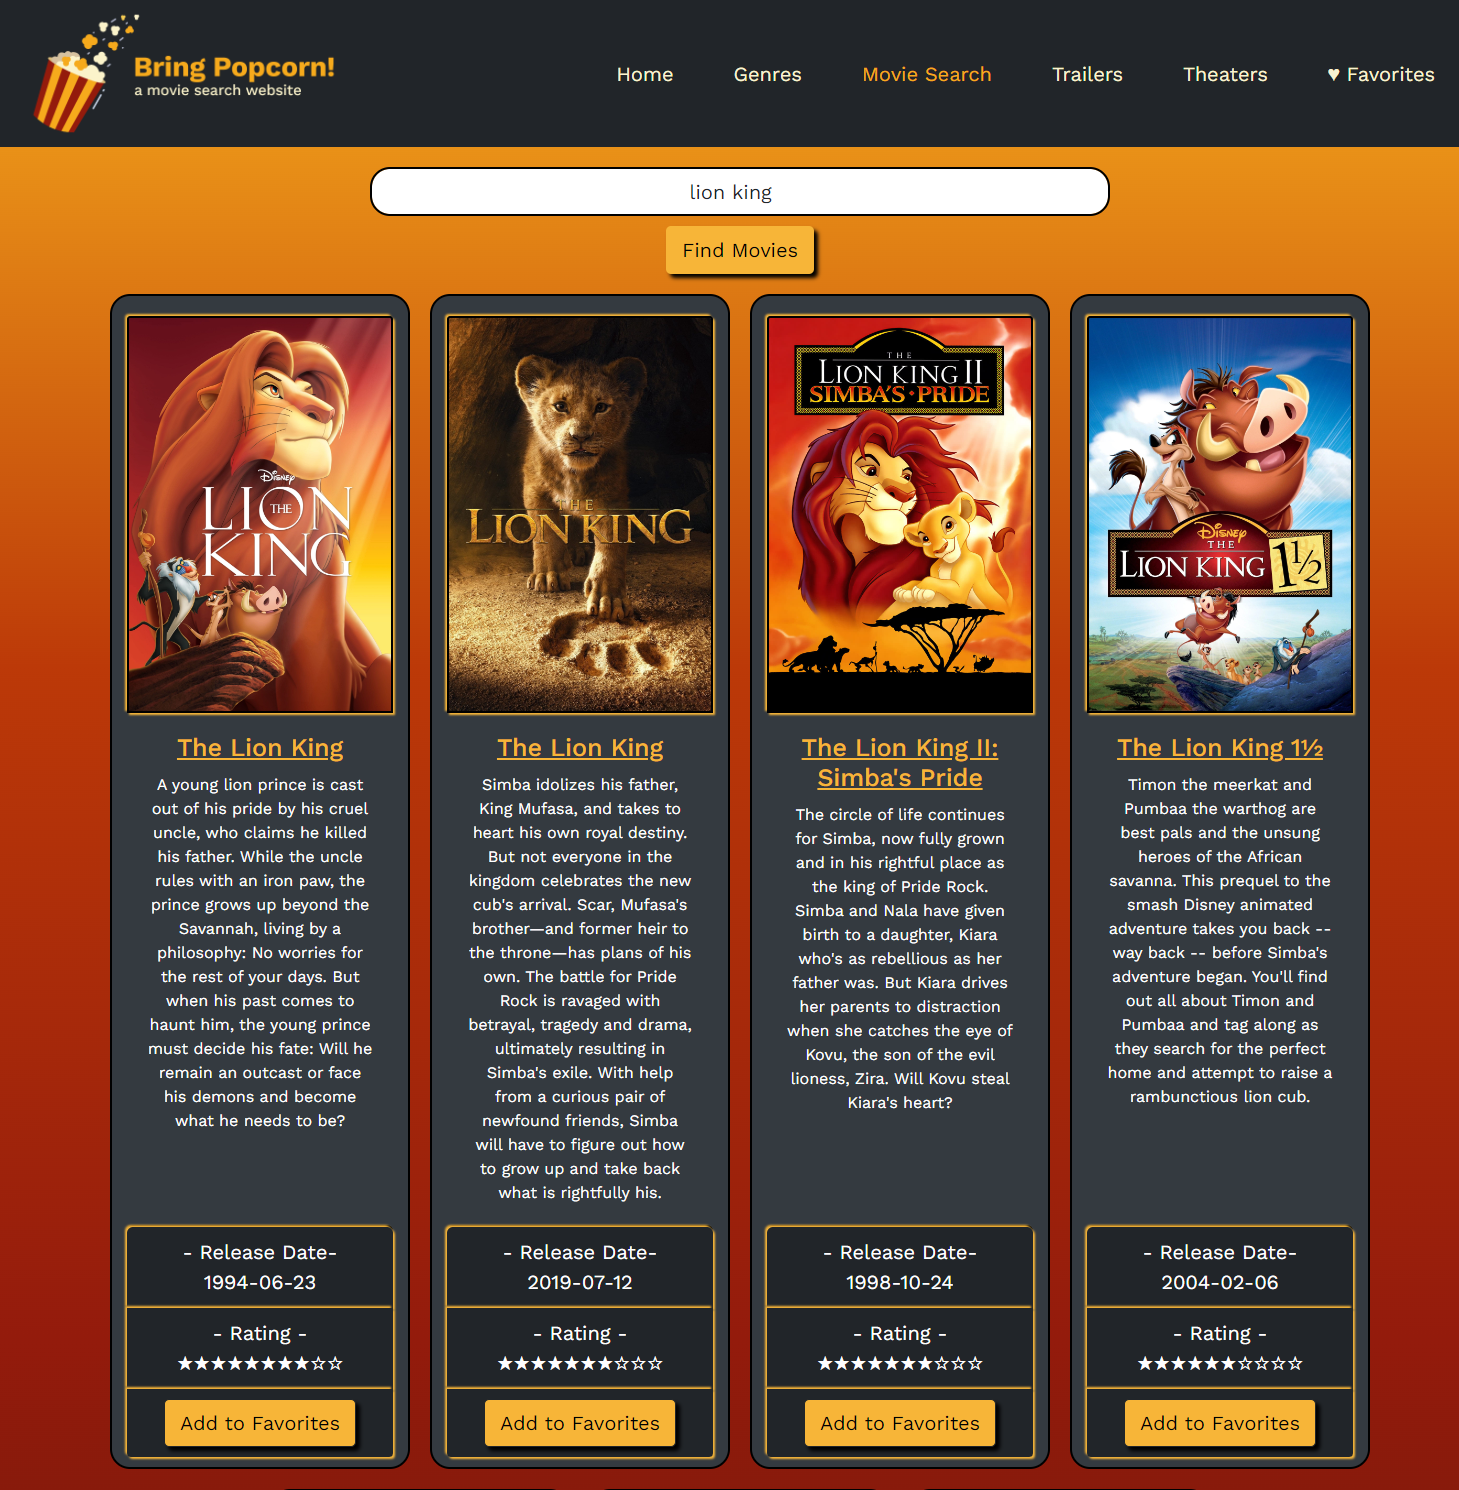 Bring Popcorn!
a movie search website
Home Genres Movie Search Trailers Theaters ♥ Favorites
lion king
Find Movies
Disney
THE
LION
KING
THE
LION KING
THE
LION KING II
SIMBA'S • PRIDE
Disney
THE
LION KING 1½
The Lion King
A young lion prince is cast
out of his pride by his cruel
uncle, who claims he killed
his father. While the uncle
rules with an iron paw, the
prince grows up beyond the
Savannah, living by a
philosophy: No worries for
the rest of your days. But
when his past comes to
haunt him, the young prince
must decide his fate: Will he
remain an outcast or face
his demons and become
what he needs to be?
- Release Date-
1994-06-23
- Rating -
★★★★★★★★☆☆
Add to Favorites
The Lion King
Simba idolizes his father,
King Mufasa, and takes to
heart his own royal destiny.
But not everyone in the
kingdom celebrates the new
cub's arrival. Scar, Mufasa's
brother—and former heir to
the throne—has plans of his
own. The battle for Pride
Rock is ravaged with
betrayal, tragedy and drama,
ultimately resulting in
Simba's exile. With help
from a curious pair of
newfound friends, Simba
will have to figure out how
to grow up and take back
what is rightfully his.
- Release Date-
2019-07-12
- Rating -
★★★★★★★☆☆☆
Add to Favorites
The Lion King II:
Simba's Pride
The circle of life continues
for Simba, now fully grown
and in his rightful place as
the king of Pride Rock.
Simba and Nala have given
birth to a daughter, Kiara
who's as rebellious as her
father was. But Kiara drives
her parents to distraction
when she catches the eye of
Kovu, the son of the evil
lioness, Zira. Will Kovu steal
Kiara's heart?
- Release Date-
1998-10-24
- Rating -
★★★★★★★☆☆☆
Add to Favorites
The Lion King 1½
Timon the meerkat and
Pumbaa the warthog are
best pals and the unsung
heroes of the African
savanna. This prequel to the
smash Disney animated
adventure takes you back --
way back -- before Simba's
adventure began. You'll find
out all about Timon and
Pumbaa and tag along as
they search for the perfect
home and attempt to raise a
rambunctious lion cub.
- Release Date-
2004-02-06
- Rating -
★★★★★★☆☆☆☆
Add to Favorites